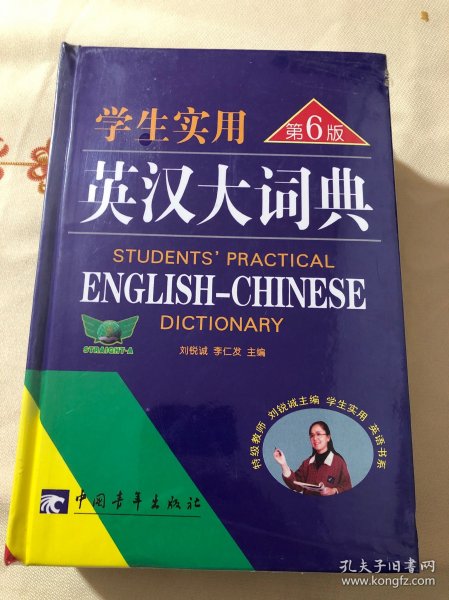 学生实用
第6版
英汉大词典
STUDENTS' PRACTICAL
ENGLISH-CHINESE
DICTIONARY
刘锐诚 李仁发 主编
STRAIGHT-A
特级教师 刘锐诚主编 学生实用 英语书系
中国青年出版社
孔夫子旧书网
www.kongfz.com